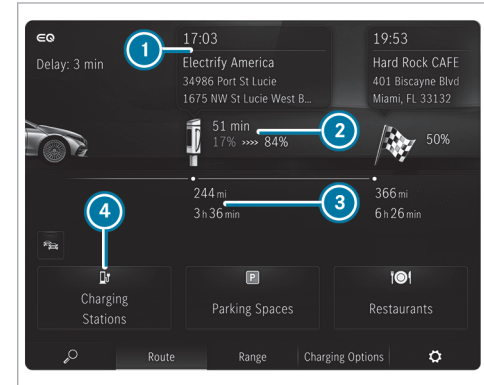 EQ
Delay: 3 min
17:03
Electrify America
34986 Port St Lucie
1675 NW St Lucie West B...
19:53
Hard Rock CAFE
401 Biscayne Blvd
Miami, FL 33132
1
51 min
17% »»» 84%
2
50%
244 mi
3 h 36 min
3
366 mi
6 h 26 min
4
Charging
Stations
P
Parking Spaces
Restaurants
Route
Range
Charging Options